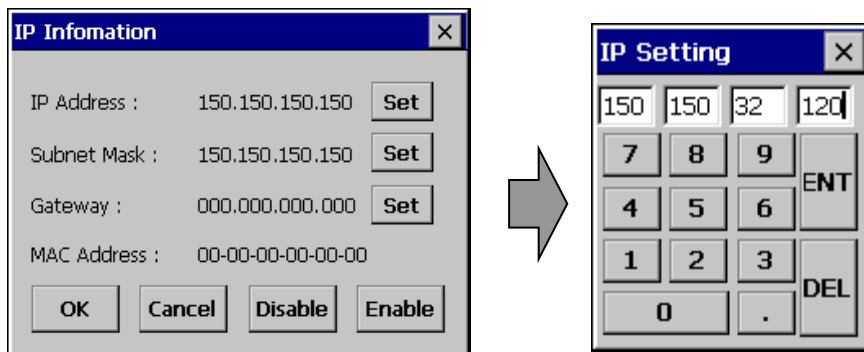 IP Infomation
IP Address : 150.150.150.150 Set
Subnet Mask : 150.150.150.150 Set
Gateway : 000.000.000.000 Set
MAC Address : 00-00-00-00-00-00
OK Cancel Disable Enable
IP Setting
150 150 32 120
7 8 9
ENT
4 5 6
1 2 3
DEL
0 .